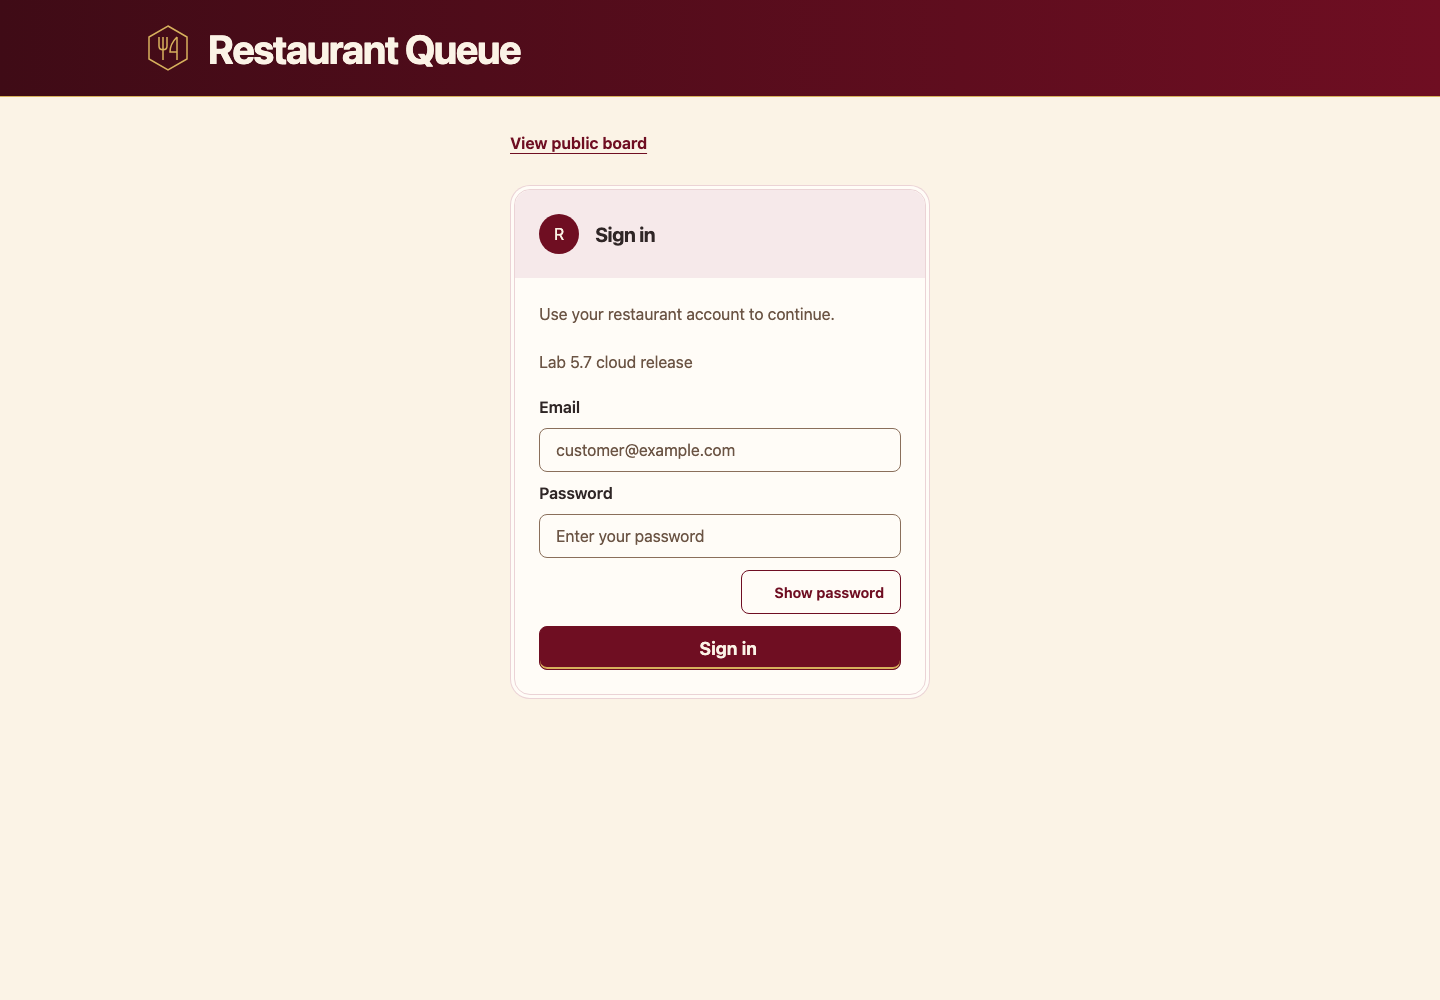 Restaurant Queue
View public board
R
Sign in
Use your restaurant account to continue.
Lab 5.7 cloud release
Email
customer@example.com
Password
Enter your password
Show password
Sign in